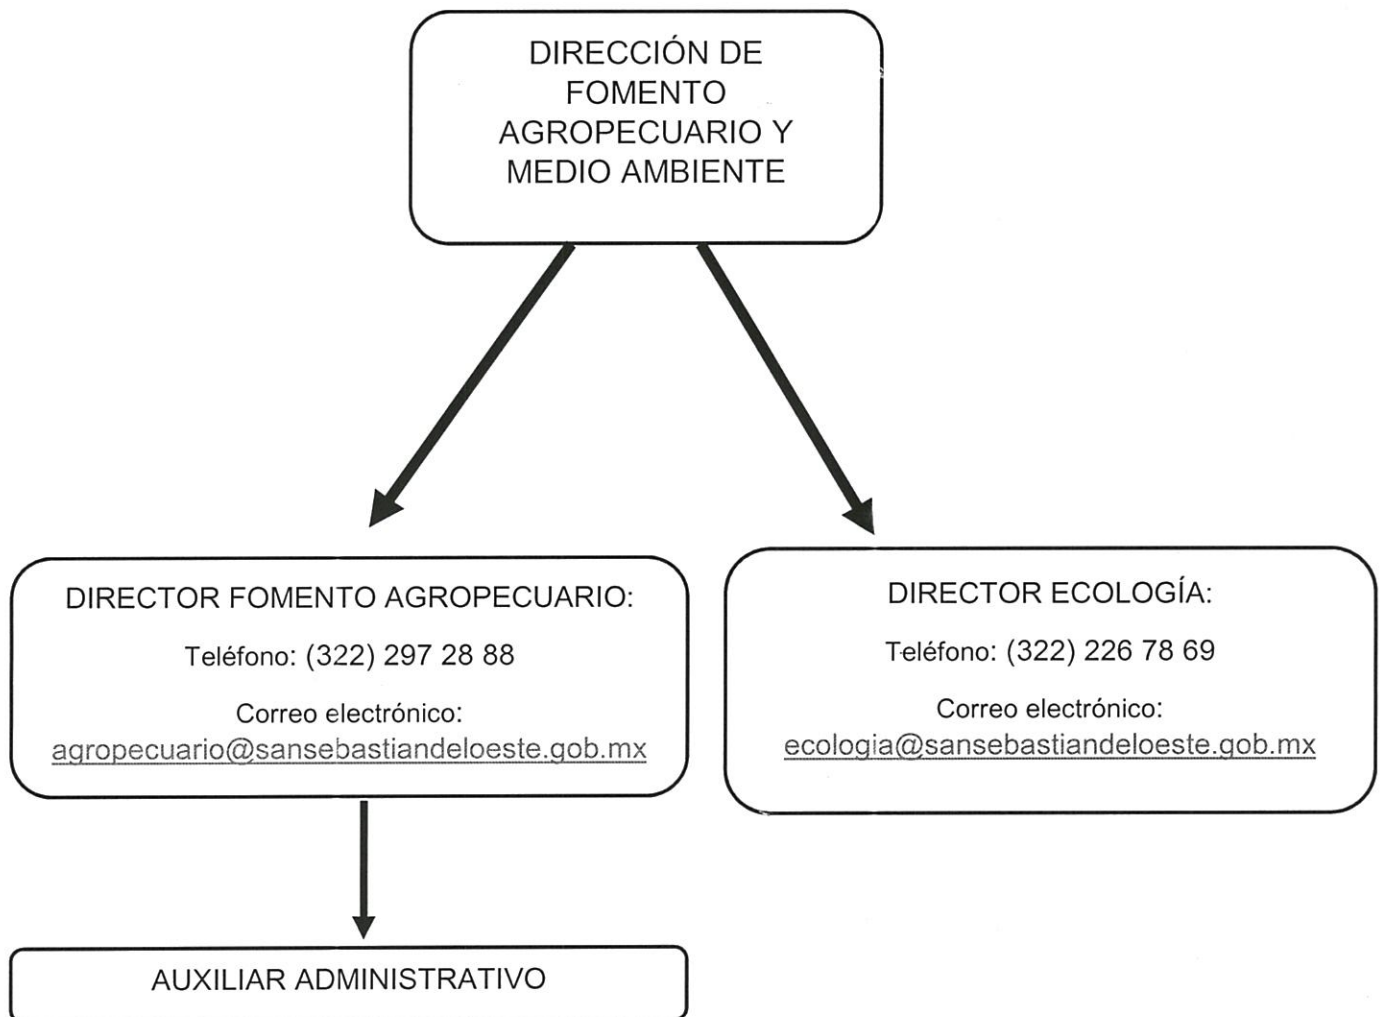 DIRECCIÓN DE
FOMENTO
AGROPECUARIO Y
MEDIO AMBIENTE
DIRECTOR FOMENTO AGROPECUARIO:
Teléfono: (322) 297 28 88
Correo electrónico:
agropecuario@sansebastiandeloeste.gob.mx
DIRECTOR ECOLOGÍA:
Teléfono: (322) 226 78 69
Correo electrónico:
ecologia@sansebastiandeloeste.gob.mx
AUXILIAR ADMINISTRATIVO